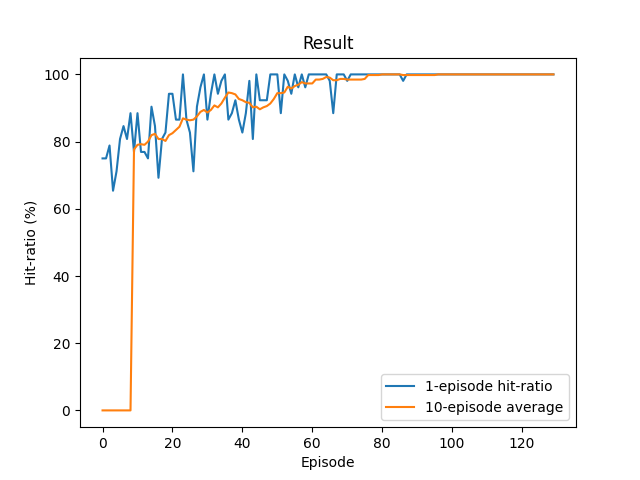 Result
Hit-ratio (%)
100
80
60
40
20
0
0 20 40 60 80 100 120
Episode
1-episode hit-ratio
10-episode average